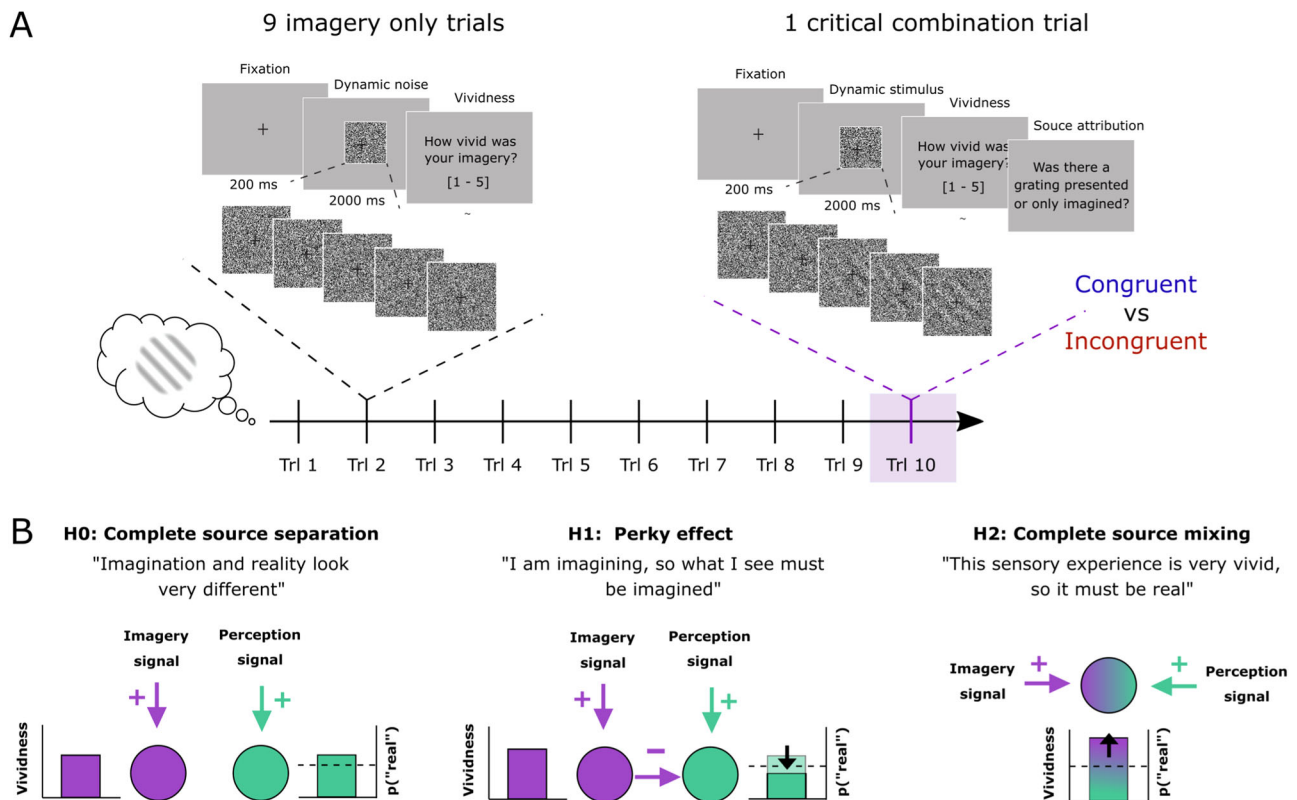 A
9 imagery only trials
1 critical combination trial
Fixation
Dynamic noise
Vividness
How vivid was
your imagery?
[1 - 5]
200 ms
2000 ms
~
Fixation
Dynamic stimulus
Vividness
Souce attribution
How vivid was
your imagery?
[1 - 5]
Was there a
grating presented
or only imagined?
200 ms
2000 ms
~
Congruent
vs
Incongruent
Trl 1 Trl 2 Trl 3 Trl 4 Trl 5 Trl 6 Trl 7 Trl 8 Trl 9 Trl 10
B
H0: Complete source separation
"Imagination and reality look
very different"
Imagery
signal
Perception
signal
+
+
Vividness
p("real")
H1: Perky effect
"I am imagining, so what I see must
be imagined"
Imagery
signal
Perception
signal
+
+
−
Vividness
p("real")
H2: Complete source mixing
"This sensory experience is very vivid,
so it must be real"
Imagery
signal
+
+
Perception
signal
Vividness
p("real")